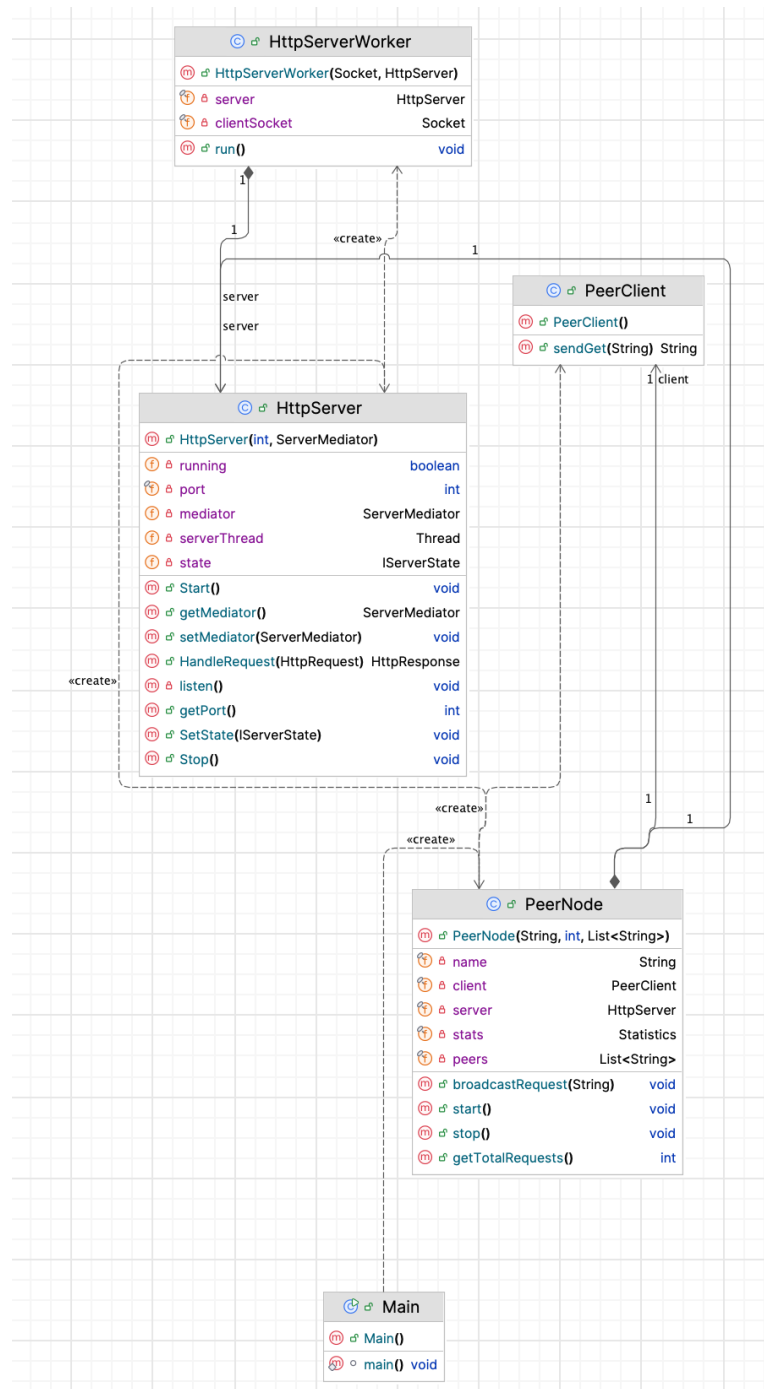 HttpServerWorker
HttpServerWorker(Socket, HttpServer)
server HttpServer
clientSocket Socket
run() void
1
1
«create»
1
server
server
PeerClient
PeerClient()
sendGet(String) String
1 client
HttpServer
HttpServer(int, ServerMediator)
running boolean
port int
mediator ServerMediator
serverThread Thread
state IServerState
Start() void
getMediator() ServerMediator
setMediator(ServerMediator) void
HandleRequest(HttpRequest) HttpResponse
listen() void
getPort() int
SetState(IServerState) void
Stop() void
«create»
«create»
1
1
«create»
PeerNode
PeerNode(String, int, List<String>)
name String
client PeerClient
server HttpServer
stats Statistics
peers List<String>
broadcastRequest(String) void
start() void
stop() void
getTotalRequests() int
Main
Main()
main() void